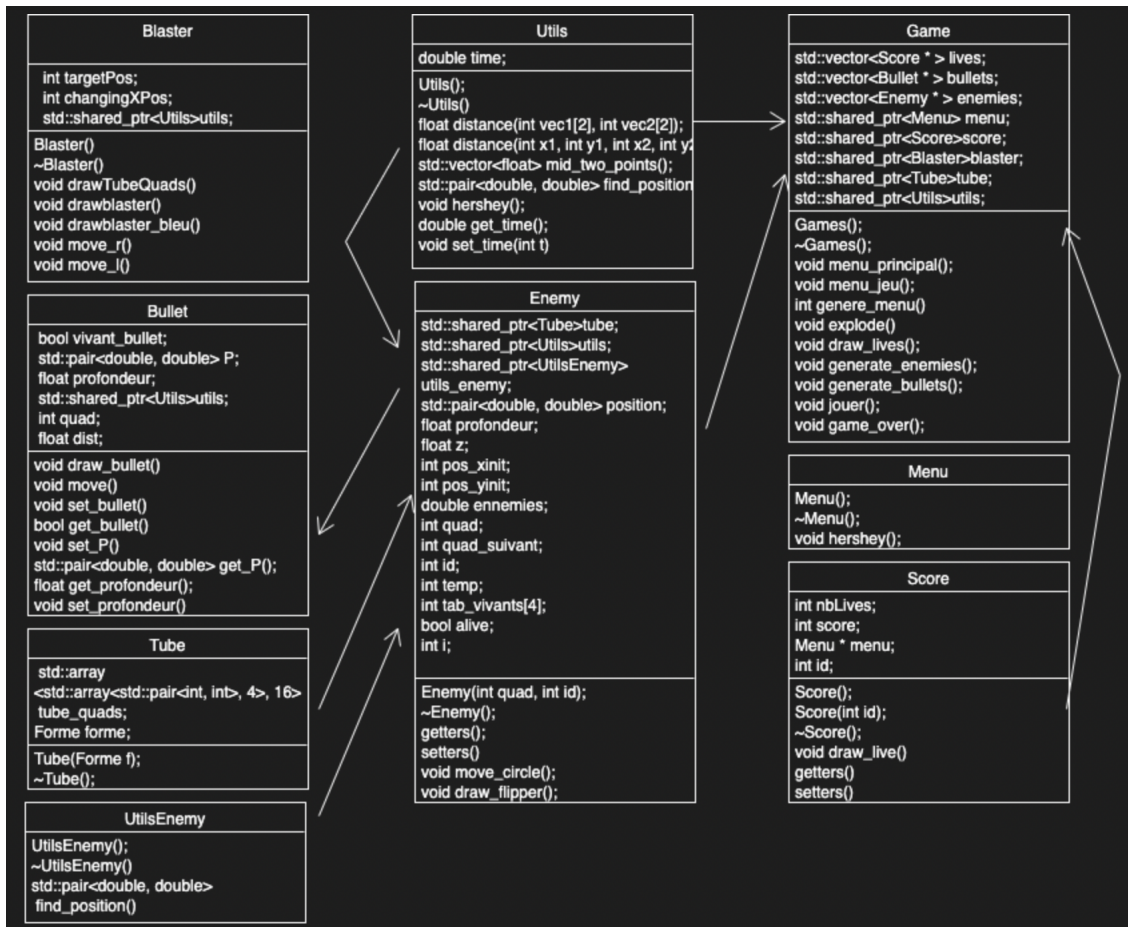 Blaster
int targetPos;
int changingXPos;
std::shared_ptr<Utils>utils;
Blaster()
~Blaster()
void drawTubeQuads()
void drawblaster()
void drawblaster_bleu()
void move_r()
void move_l()
Bullet
bool vivant_bullet;
std::pair<double, double> P;
float profondeur;
std::shared_ptr<Utils>utils;
int quad;
float dist;
void draw_bullet()
void move()
void set_bullet()
bool get_bullet()
void set_P()
std::pair<double, double> get_P();
float get_profondeur();
void set_profondeur()
Tube
std::array
<std::array<std::pair<int, int>, 4>, 16>
tube_quads;
Forme forme;
Tube(Forme f);
~Tube();
UtilsEnemy
UtilsEnemy();
~UtilsEnemy()
std::pair<double, double>
find_position()
Utils
double time;
Utils();
~Utils()
float distance(int vec1[2], int vec2[2]);
float distance(int x1, int y1, int x2, int y2
std::vector<float> mid_two_points();
std::pair<double, double> find_position
void hershey();
double get_time();
void set_time(int t)
Enemy
std::shared_ptr<Tube>tube;
std::shared_ptr<Utils>utils;
std::shared_ptr<UtilsEnemy>
utils_enemy;
std::pair<double, double> position;
float profondeur;
float z;
int pos_xinit;
int pos_yinit;
double ennemies;
int quad;
int quad_suivant;
int id;
int temp;
int tab_vivants[4];
bool alive;
int i;
Enemy(int quad, int id);
~Enemy();
getters();
setters()
void move_circle();
void draw_flipper();
Game
std::vector<Score * > lives;
std::vector<Bullet * > bullets;
std::vector<Enemy * > enemies;
std::shared_ptr<Menu> menu;
std::shared_ptr<Score>score;
std::shared_ptr<Blaster>blaster;
std::shared_ptr<Tube>tube;
std::shared_ptr<Utils>utils;
Games();
~Games();
void menu_principal();
void menu_jeu();
int genere_menu()
void explode()
void draw_lives();
void generate_enemies();
void generate_bullets();
void jouer();
void game_over();
Menu
Menu();
~Menu();
void hershey();
Score
int nbLives;
int score;
Menu * menu;
int id;
Score();
Score(int id);
~Score();
void draw_live()
getters()
setters()